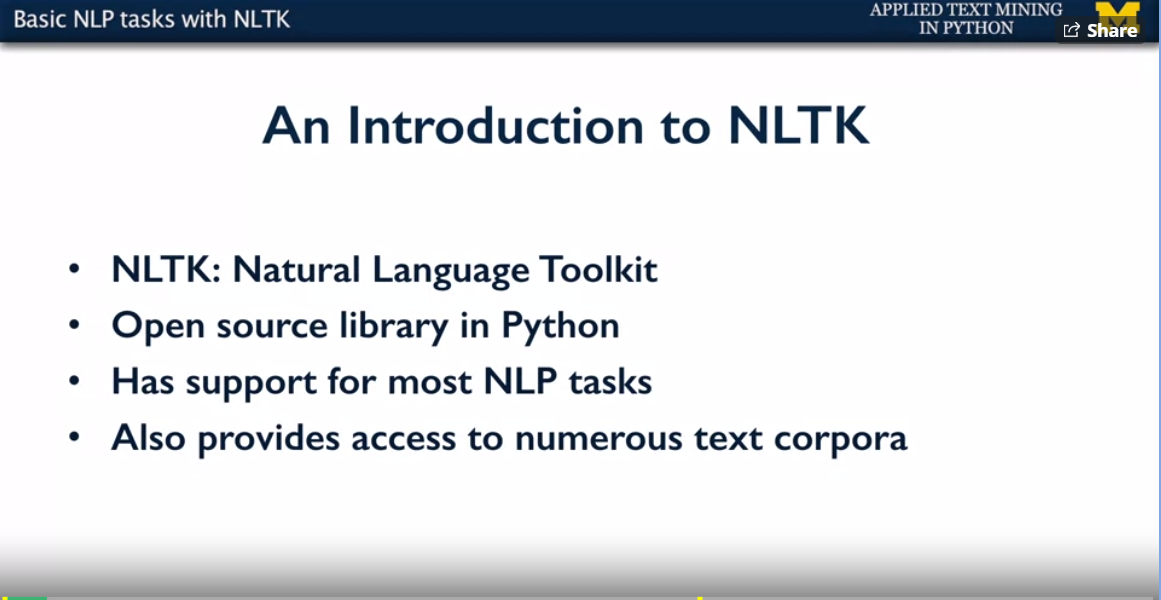 Basic NLP tasks with NLTK
APPLIED TEXT MINING
IN PYTHON
M
Share
An Introduction to NLTK
• NLTK: Natural Language Toolkit
• Open source library in Python
• Has support for most NLP tasks
• Also provides access to numerous text corpora